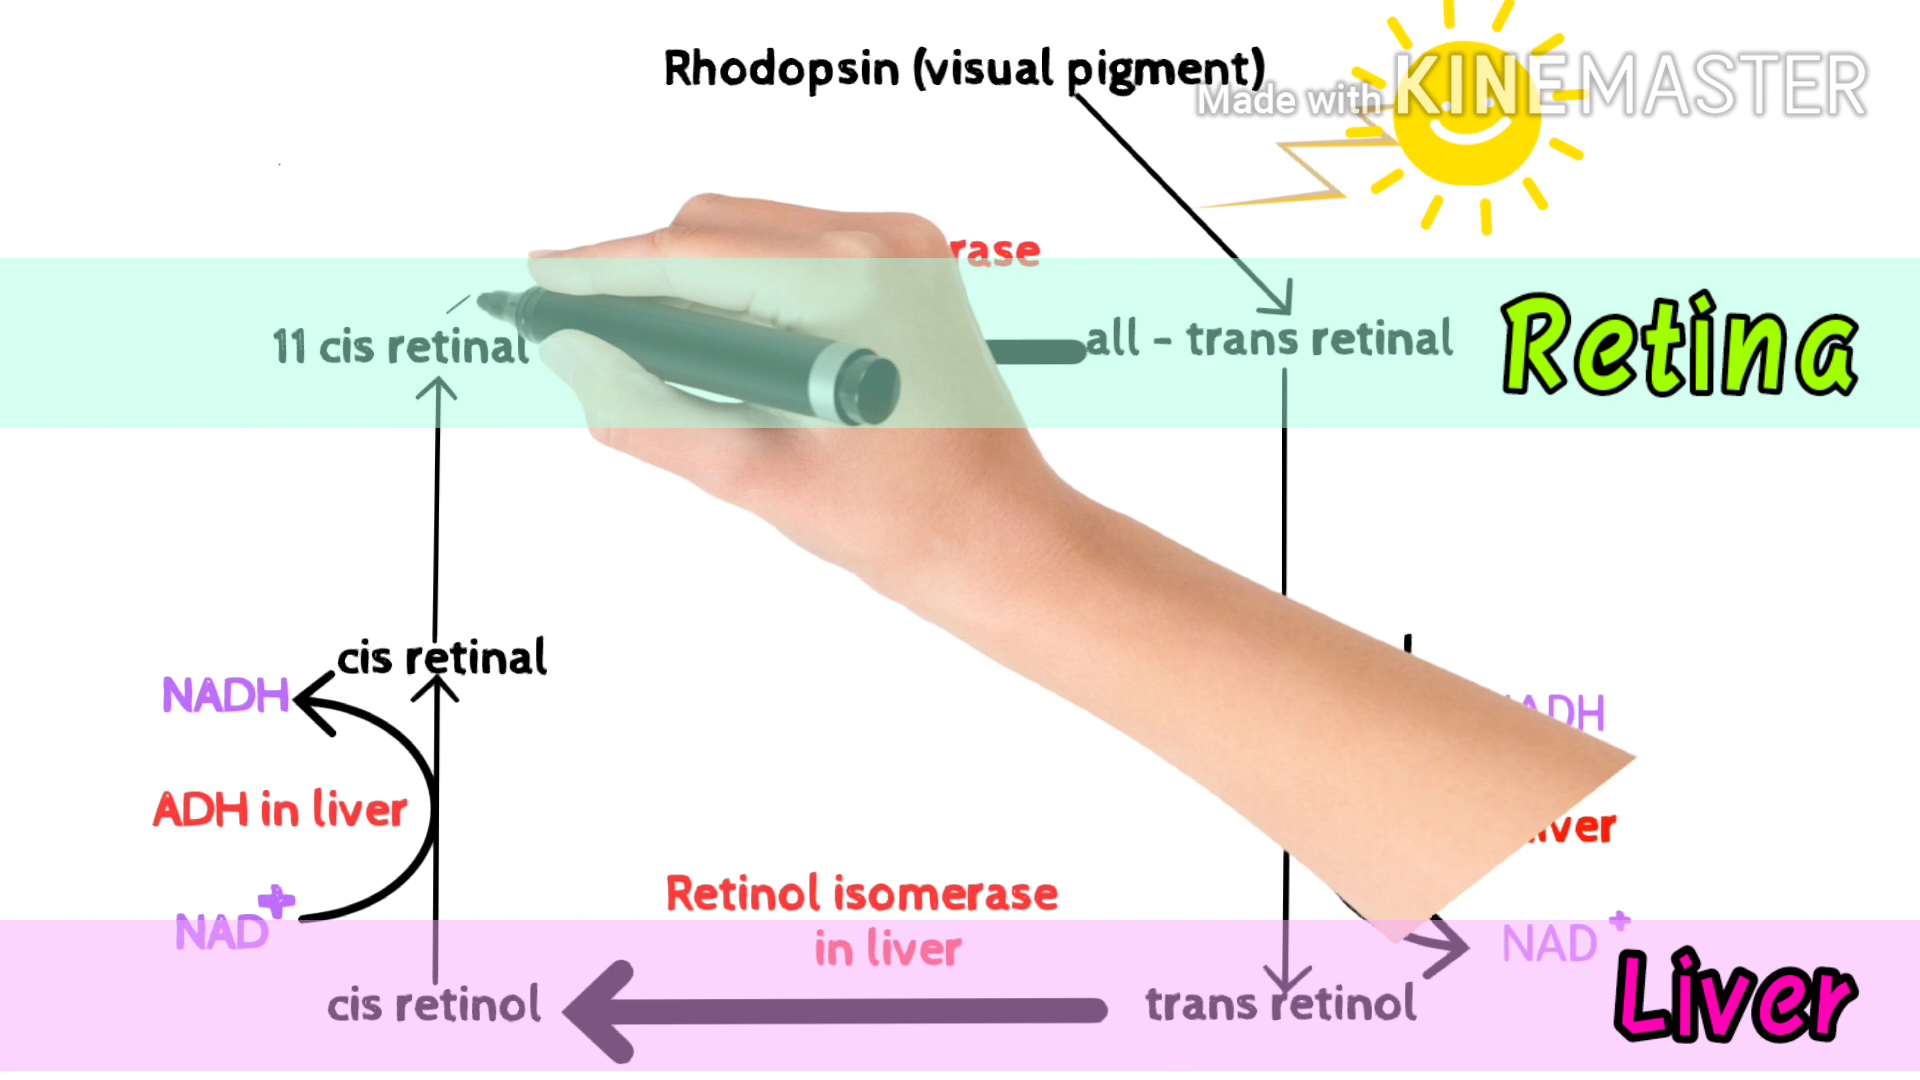 Rhodopsin (visual pigment)
Made with KINEMASTER
11 cis retinal
all - trans retinal
Retina
cis retinal
NADH
ADH in liver
NAD+
Retinol isomerase
in liver
NAD+
cis retinol
trans retinol
Liver